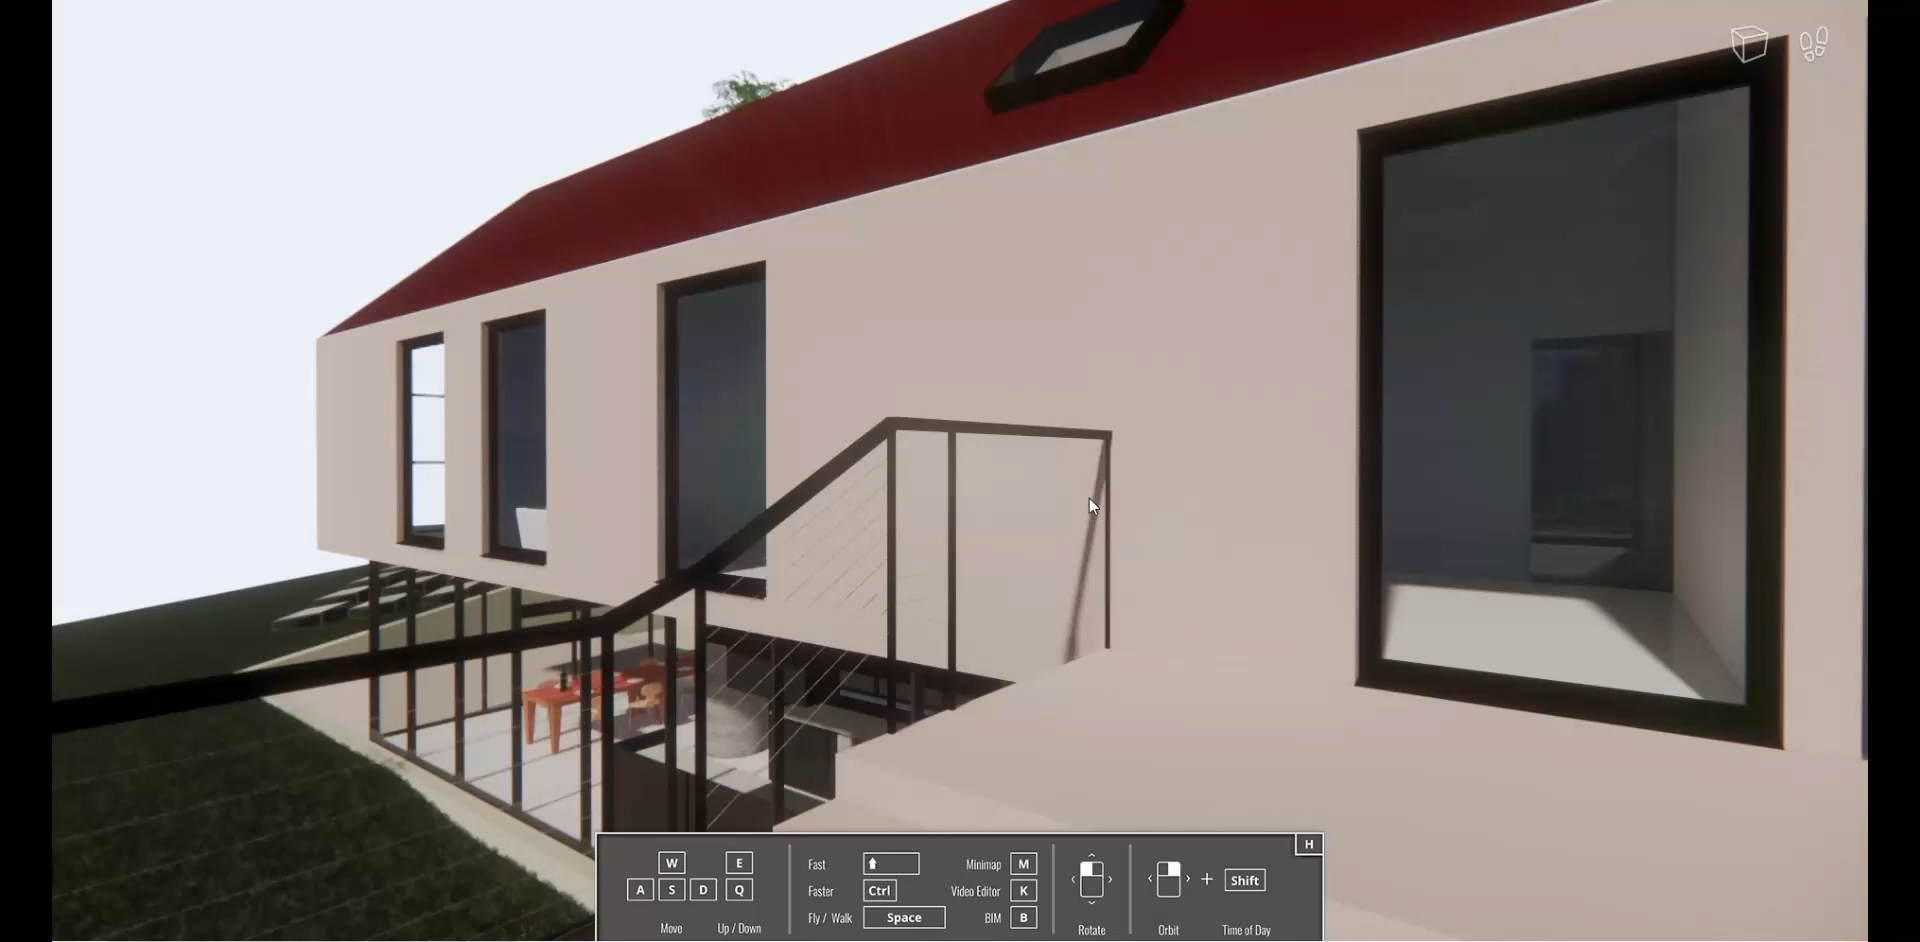 H
W E
A S D Q
Move Up / Down
Fast
Faster Ctrl
Fly / Walk Space
Minimap M
Video Editor K
BIM B
Rotate
Orbit
+ Shift
Time of Day